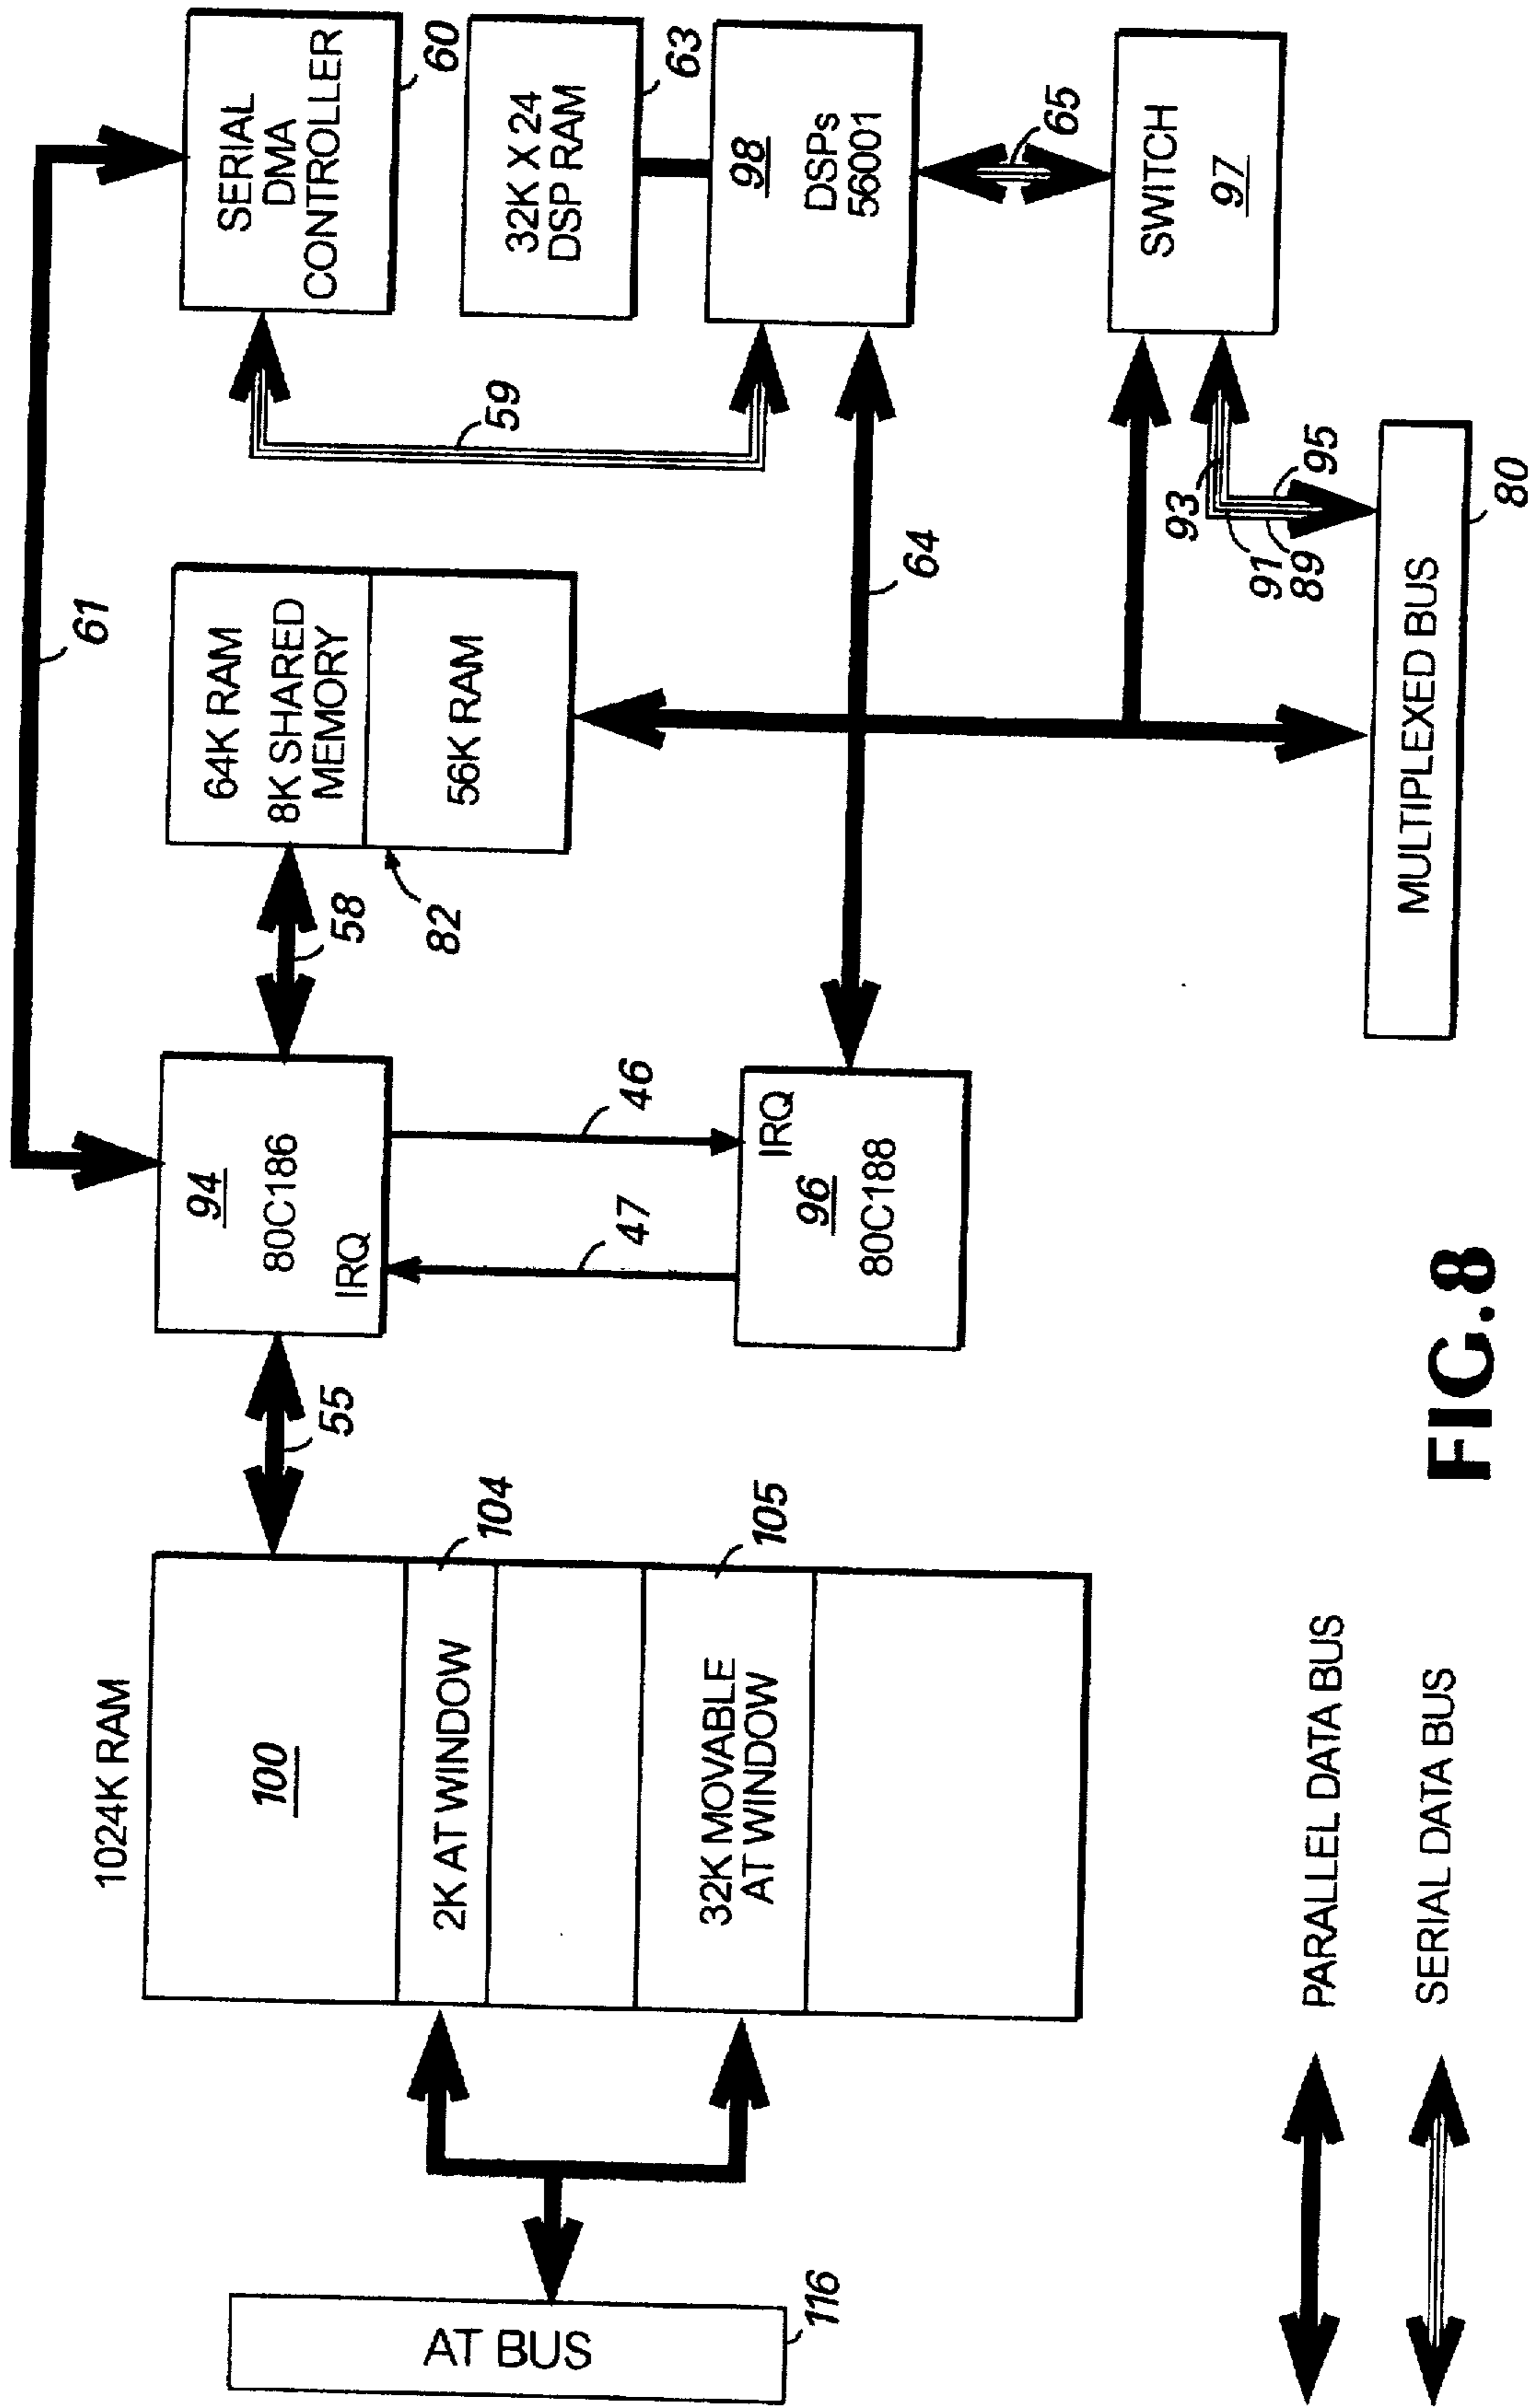 1024K RAM
100
2K AT WINDOW
104
32K MOVABLE
AT WINDOW
105
AT BUS
116
55
94
80C186
IRQ
61
58
64K RAM
8K SHARED
MEMORY
56K RAM
82
46
47
IRQ
96
80C188
SERIAL
DMA
CONTROLLER
60
59
32K X 24
DSP RAM
63
98
DSPs
56001
64
65
SWITCH
97
93
91
89
95
MULTIPLEXED BUS
80
PARALLEL DATA BUS
SERIAL DATA BUS
FIG.8